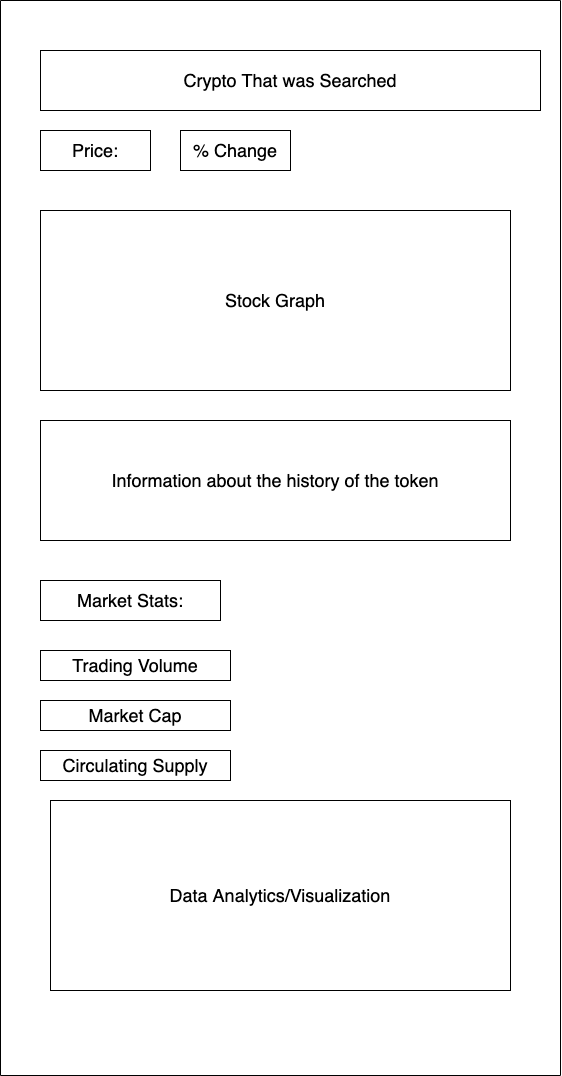 Crypto That was Searched
Price:
% Change
Stock Graph
Information about the history of the token
Market Stats:
Trading Volume
Market Cap
Circulating Supply
Data Analytics/Visualization